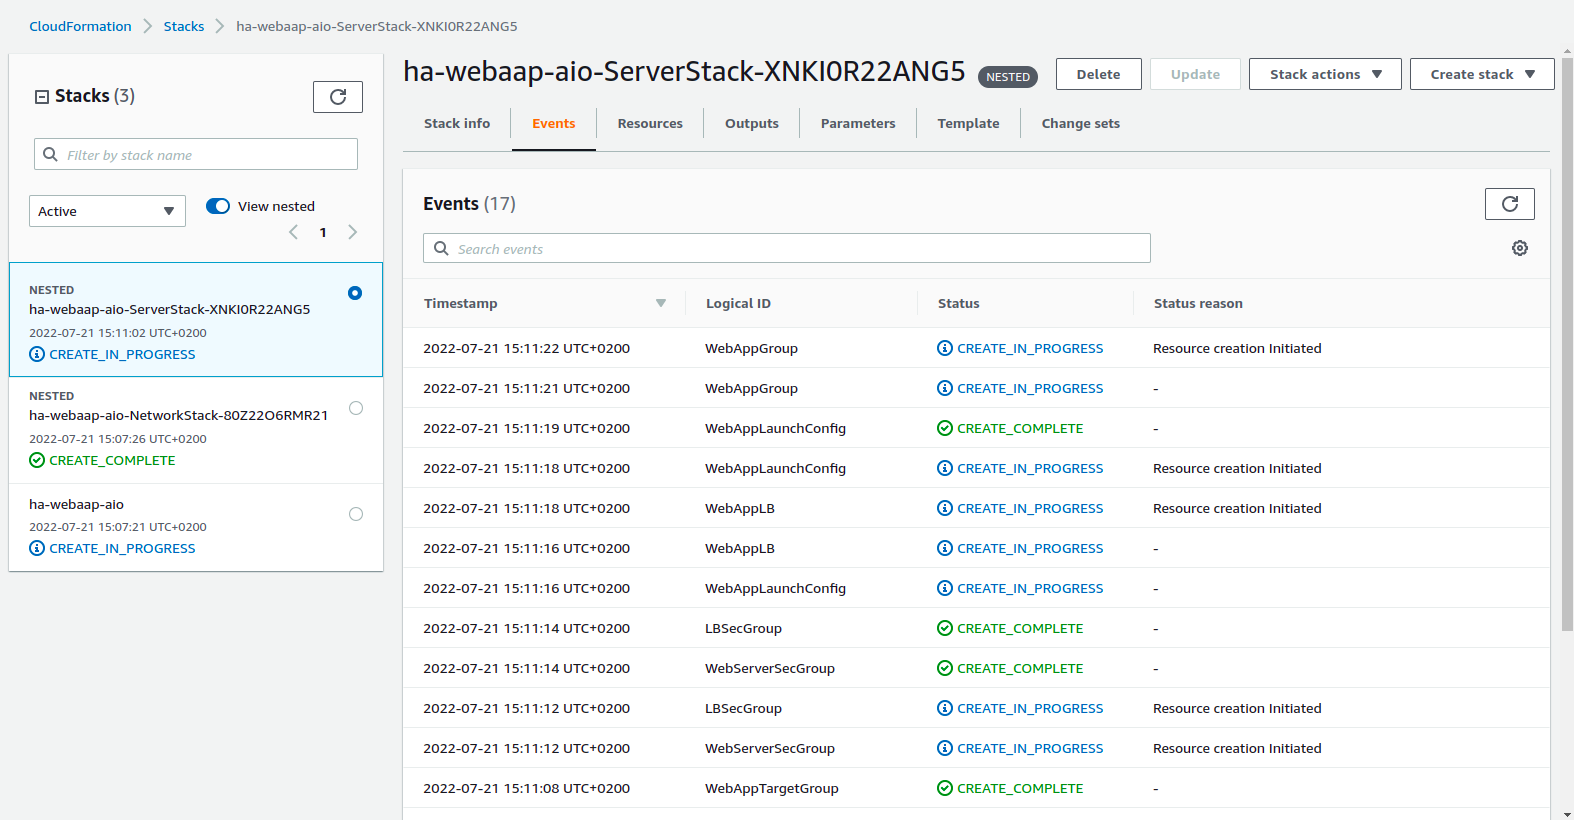 CloudFormation > Stacks > ha-webaap-aio-ServerStack-XNKI0R22ANG5
Stacks (3)
Filter by stack name
Active
View nested
1
NESTED
ha-webaap-aio-ServerStack-XNKI0R22ANG5
2022-07-21 15:11:02 UTC+0200
CREATE_IN_PROGRESS
NESTED
ha-webaap-aio-NetworkStack-80Z22O6RMR21
2022-07-21 15:07:26 UTC+0200
CREATE_COMPLETE
ha-webaap-aio
2022-07-21 15:07:21 UTC+0200
CREATE_IN_PROGRESS
ha-webaap-aio-ServerStack-XNKI0R22ANG5 NESTED
Delete Update Stack actions Create stack
Stack info Events Resources Outputs Parameters Template Change sets
Events (17)
Search events
Timestamp Logical ID Status Status reason
2022-07-21 15:11:22 UTC+0200 WebAppGroup CREATE_IN_PROGRESS Resource creation Initiated
2022-07-21 15:11:21 UTC+0200 WebAppGroup CREATE_IN_PROGRESS -
2022-07-21 15:11:19 UTC+0200 WebAppLaunchConfig CREATE_COMPLETE -
2022-07-21 15:11:18 UTC+0200 WebAppLaunchConfig CREATE_IN_PROGRESS Resource creation Initiated
2022-07-21 15:11:18 UTC+0200 WebAppLB CREATE_IN_PROGRESS Resource creation Initiated
2022-07-21 15:11:16 UTC+0200 WebAppLB CREATE_IN_PROGRESS -
2022-07-21 15:11:16 UTC+0200 WebAppLaunchConfig CREATE_IN_PROGRESS -
2022-07-21 15:11:14 UTC+0200 LBSecGroup CREATE_COMPLETE -
2022-07-21 15:11:14 UTC+0200 WebServerSecGroup CREATE_COMPLETE -
2022-07-21 15:11:12 UTC+0200 LBSecGroup CREATE_IN_PROGRESS Resource creation Initiated
2022-07-21 15:11:12 UTC+0200 WebServerSecGroup CREATE_IN_PROGRESS Resource creation Initiated
2022-07-21 15:11:08 UTC+0200 WebAppTargetGroup CREATE_COMPLETE -